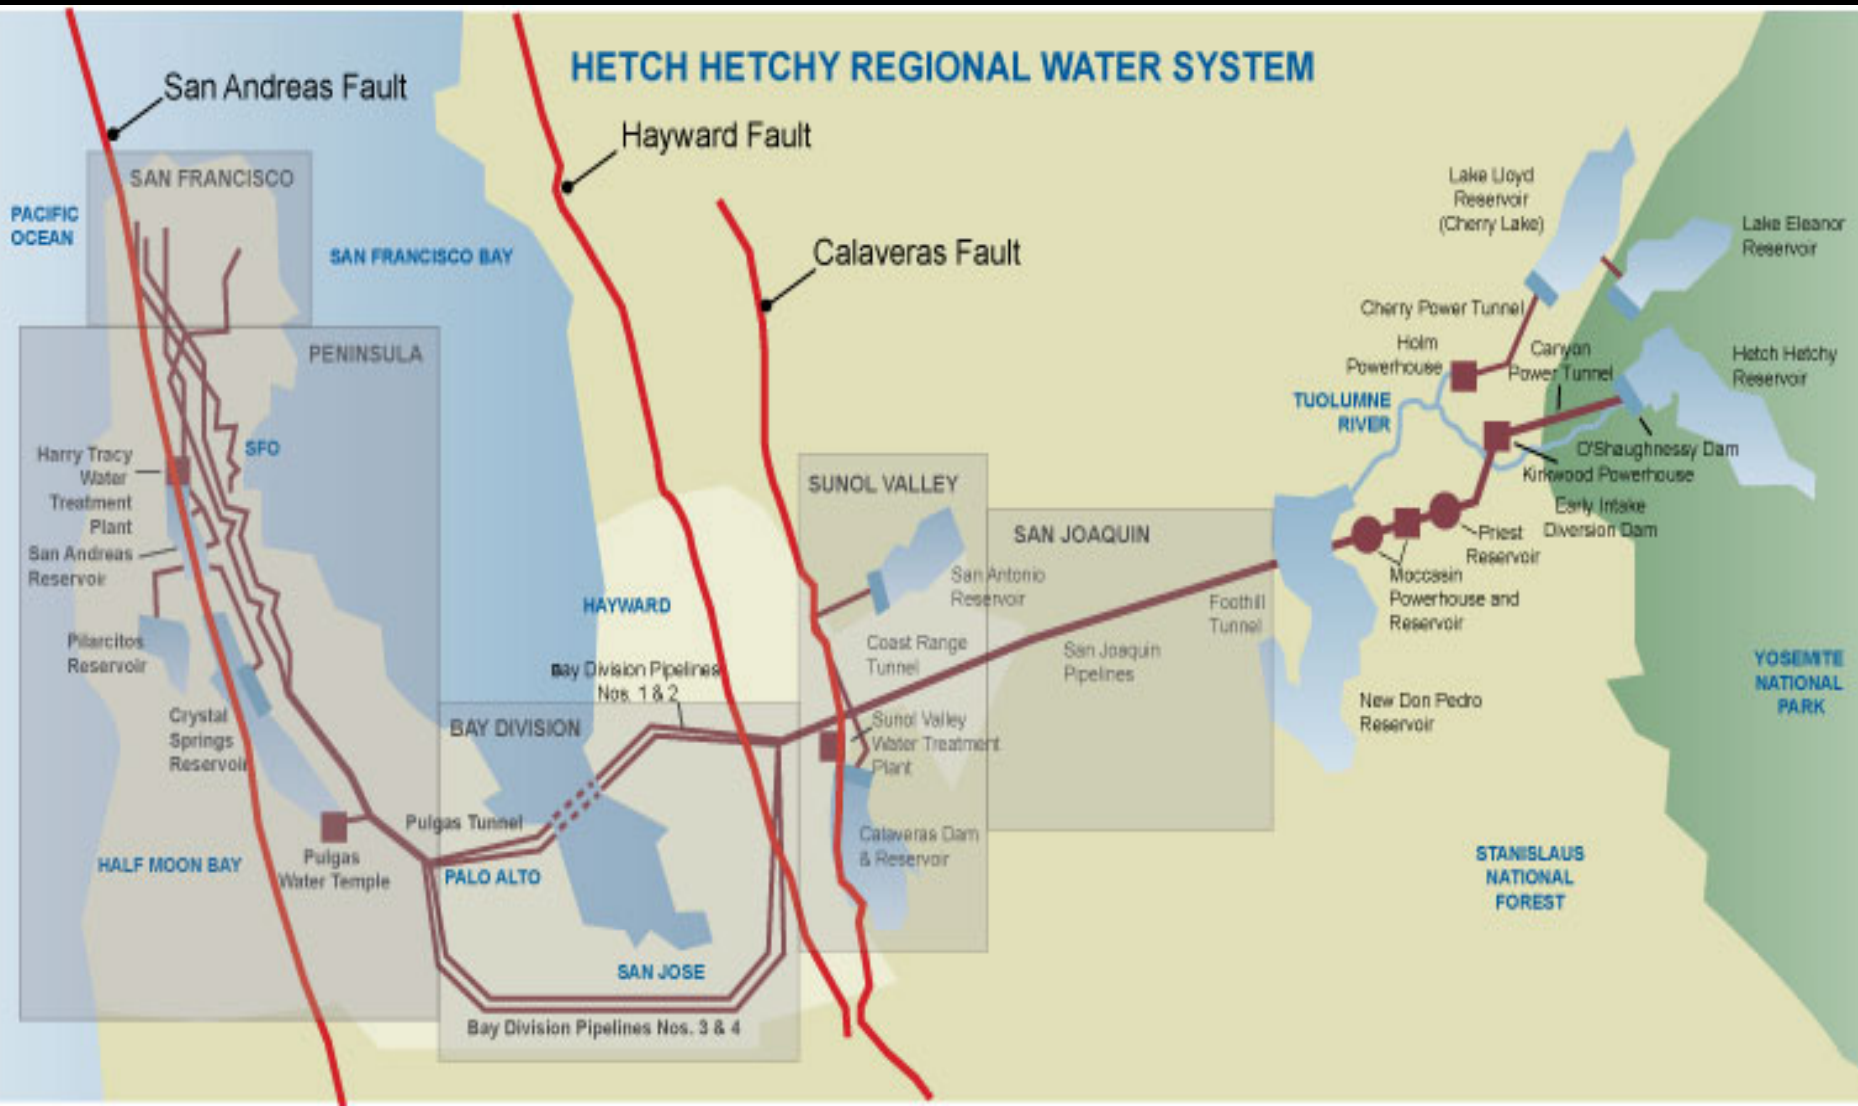 HETCH HETCHY REGIONAL WATER SYSTEM
San Andreas Fault
Hayward Fault
Calaveras Fault
SAN FRANCISCO
PACIFIC
OCEAN
SAN FRANCISCO BAY
PENINSULA
SFO
Harry Tracy
Water
Treatment
Plant
San Andreas
Reservoir
Pilarcitos
Reservoir
Crystal
Springs
Reservoir
HALF MOON BAY
Pulgas
Water Temple
Pulgas Tunnel
PALO ALTO
BAY DIVISION
HAYWARD
Bay Division Pipelines
Nos. 1 & 2
SAN JOSE
Bay Division Pipelines Nos. 3 & 4
SUNOL VALLEY
San Antonio
Reservoir
Coast Range
Tunnel
Sunol Valley
Water Treatment
Plant
Calaveras Dam
& Reservoir
SAN JOAQUIN
San Joaquin
Pipelines
Foothill
Tunnel
Lake Lloyd
Reservoir
(Cherry Lake)
Lake Eleanor
Reservoir
Cherry Power Tunnel
Holm
Powerhouse
Canyon
Power Tunnel
Hetch Hetchy
Reservoir
TUOLUMNE
RIVER
O'Shaughnessy Dam
Kirkwood Powerhouse
Early Intake
Diversion Dam
Priest
Reservoir
Moccasin
Powerhouse and
Reservoir
New Don Pedro
Reservoir
YOSEMITE
NATIONAL
PARK
STANISLAUS
NATIONAL
FOREST